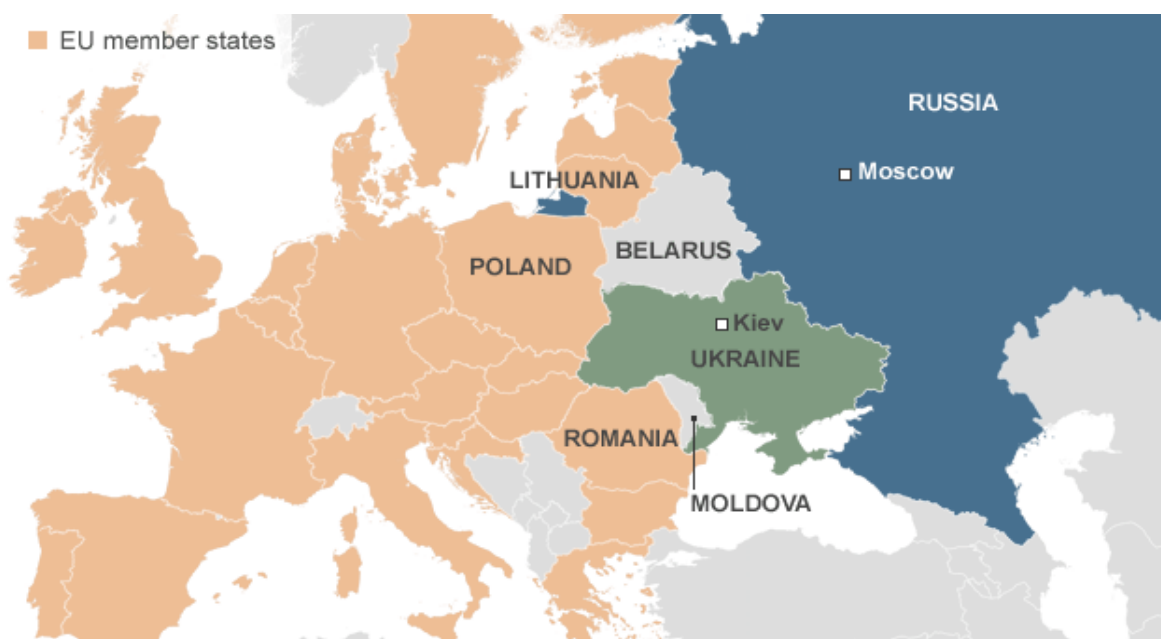 EU member states
RUSSIA
Moscow
LITHUANIA
BELARUS
POLAND
Kiev
UKRAINE
ROMANIA
MOLDOVA